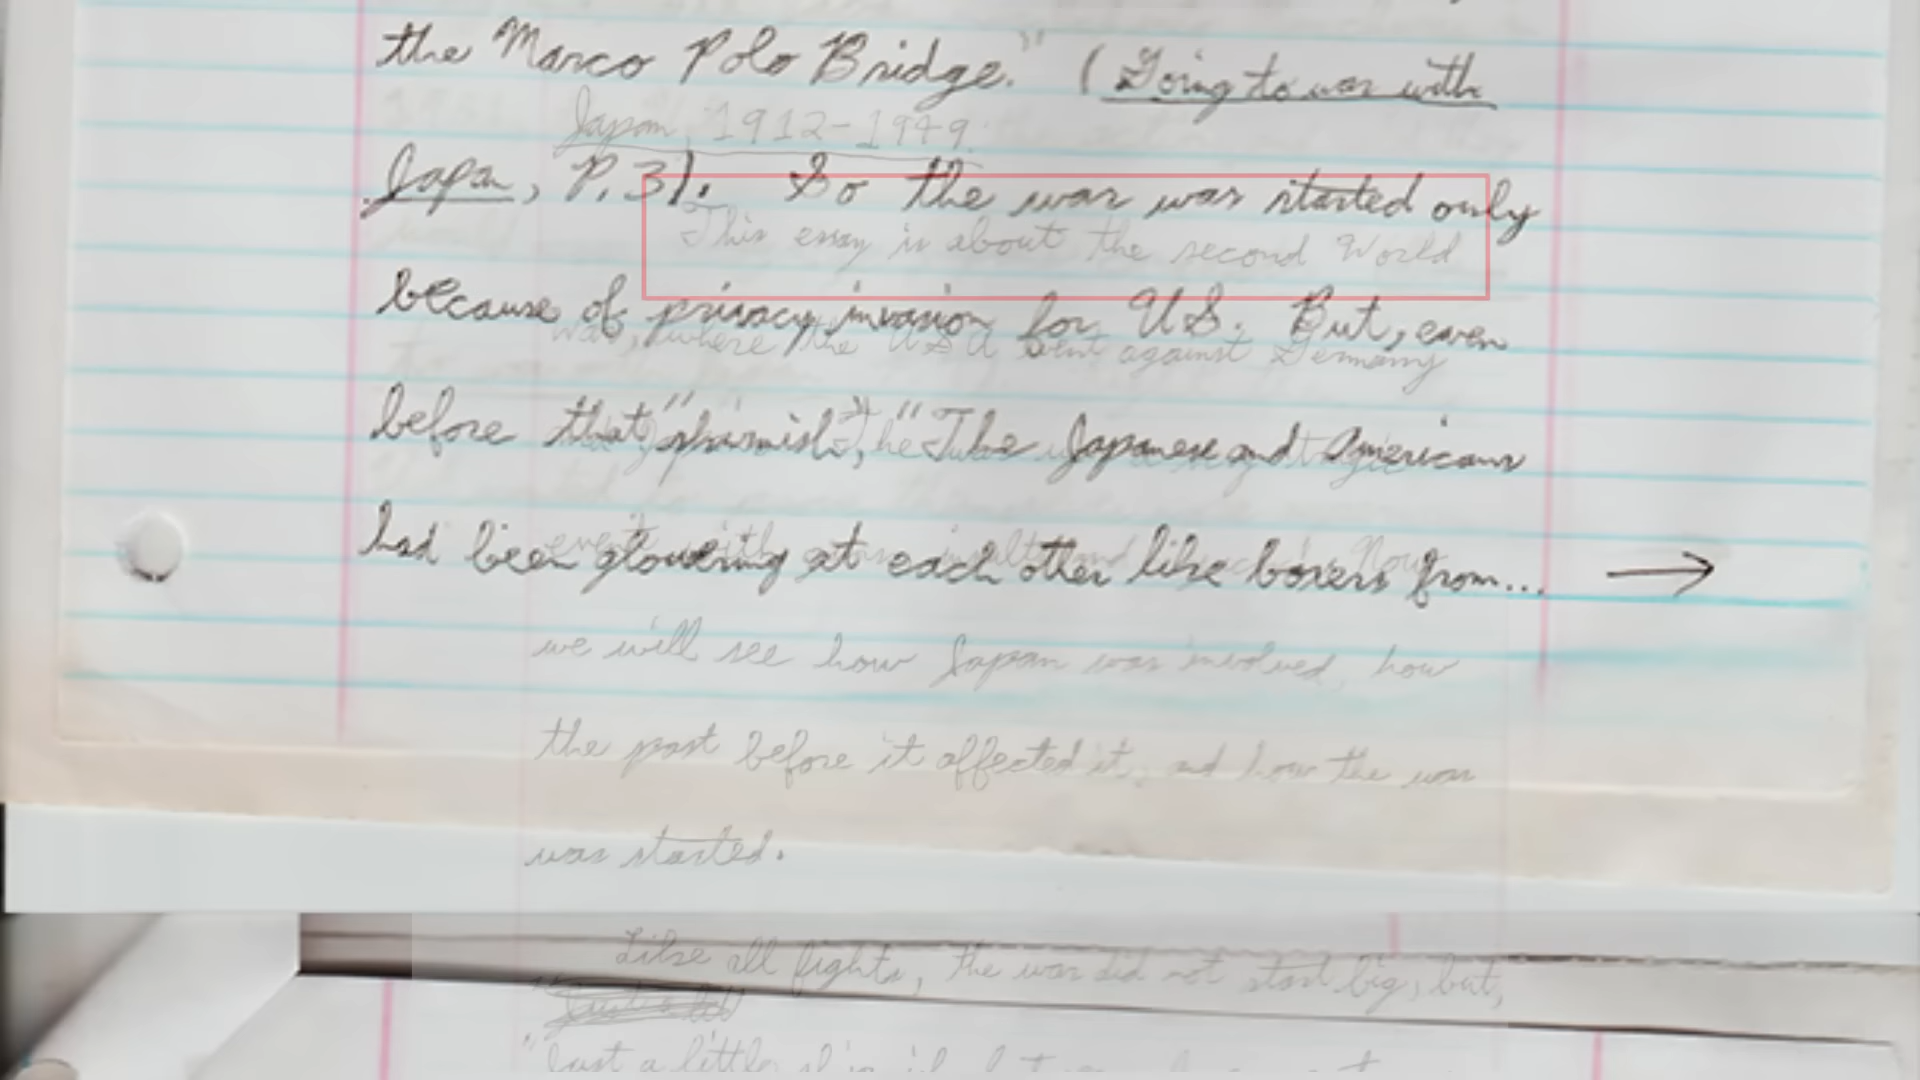 the "Marco Polo Bridge." (Going to war with
Japan, 1912-1949.
Japan, P. 3). So the war was started only
This essay is about the second World
because of privacy invasion for U.S. But, even
war, where the USA went against Germany
before that "skirmish", "The Japanese and Americans
had been glowering at each other like boxers from...
we will see how Japan was involved, how
the past before it affected it, and how the war
was started.
Like all fights, the war did not start big, but,
"Just a little